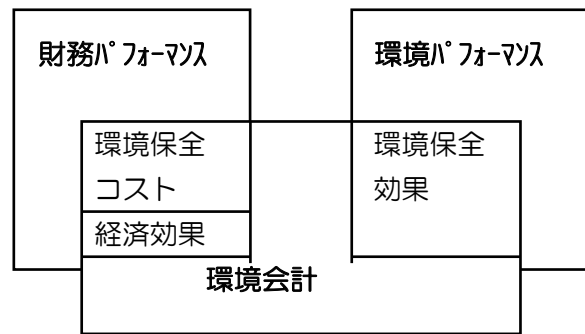 財務ﾊﾟﾌｫｰﾏﾝｽ
環境ﾊﾟﾌｫｰﾏﾝｽ
環境保全
コスト
経済効果
環境保全
効果
環境会計